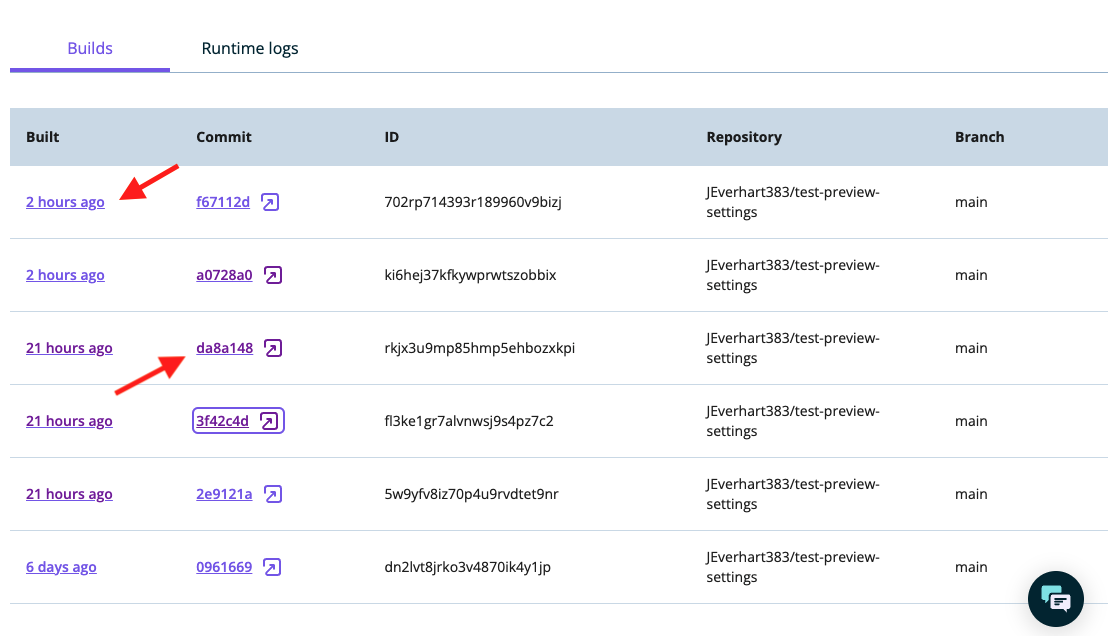 Builds Runtime logs
Built Commit ID Repository Branch
2 hours ago f67112d 702rp714393r189960v9bizj JEverhart383/test-preview-settings main
2 hours ago a0728a0 ki6hej37kfkywprwtszobbix JEverhart383/test-preview-settings main
21 hours ago da8a148 rkjx3u9mp85hmp5ehbozxkpi JEverhart383/test-preview-settings main
21 hours ago 3f42c4d fl3ke1gr7alvnwsj9s4pz7c2 JEverhart383/test-preview-settings main
21 hours ago 2e9121a 5w9yfv8iz70p4u9rvdtet9nr JEverhart383/test-preview-settings main
6 days ago 0961669 dn2lvt8jrko3v4870ik4y1jp JEverhart383/test-preview-settings main